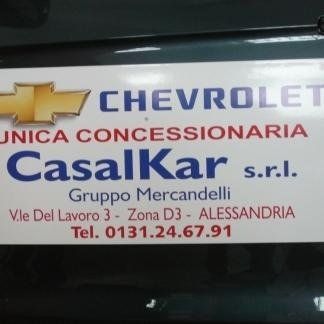 CHEVROLET
UNICA CONCESSIONARIA
CasalKar s.r.l.
Gruppo Mercandelli
V.le Del Lavoro 3 - Zona D3 - ALESSANDRIA
Tel. 0131.24.67.91